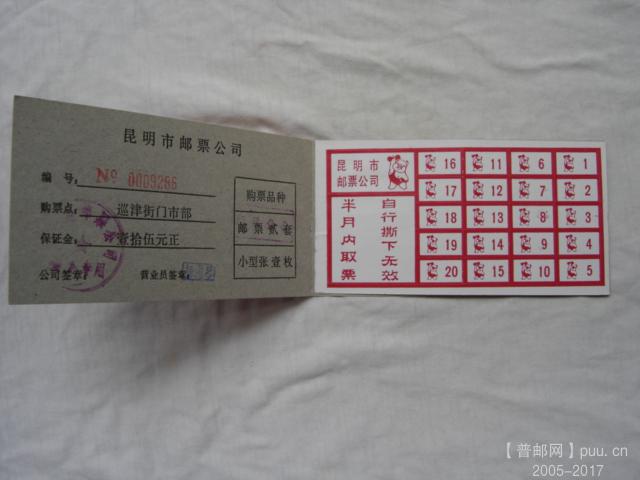 昆明市邮票公司
编 号: № 0009286
购票点: 巡津街门市部
保证金: 壹拾伍元正
公司签章: 营业员签章:
购票品种
邮 票 贰 套
小型张壹枚
昆明市
邮票公司
半月内取票
自行撕下无效
16 11 6 1
17 12 7 2
18 13 8 3
19 14 9 4
20 15 10 5
【普邮网】puu.cn
2005-2017